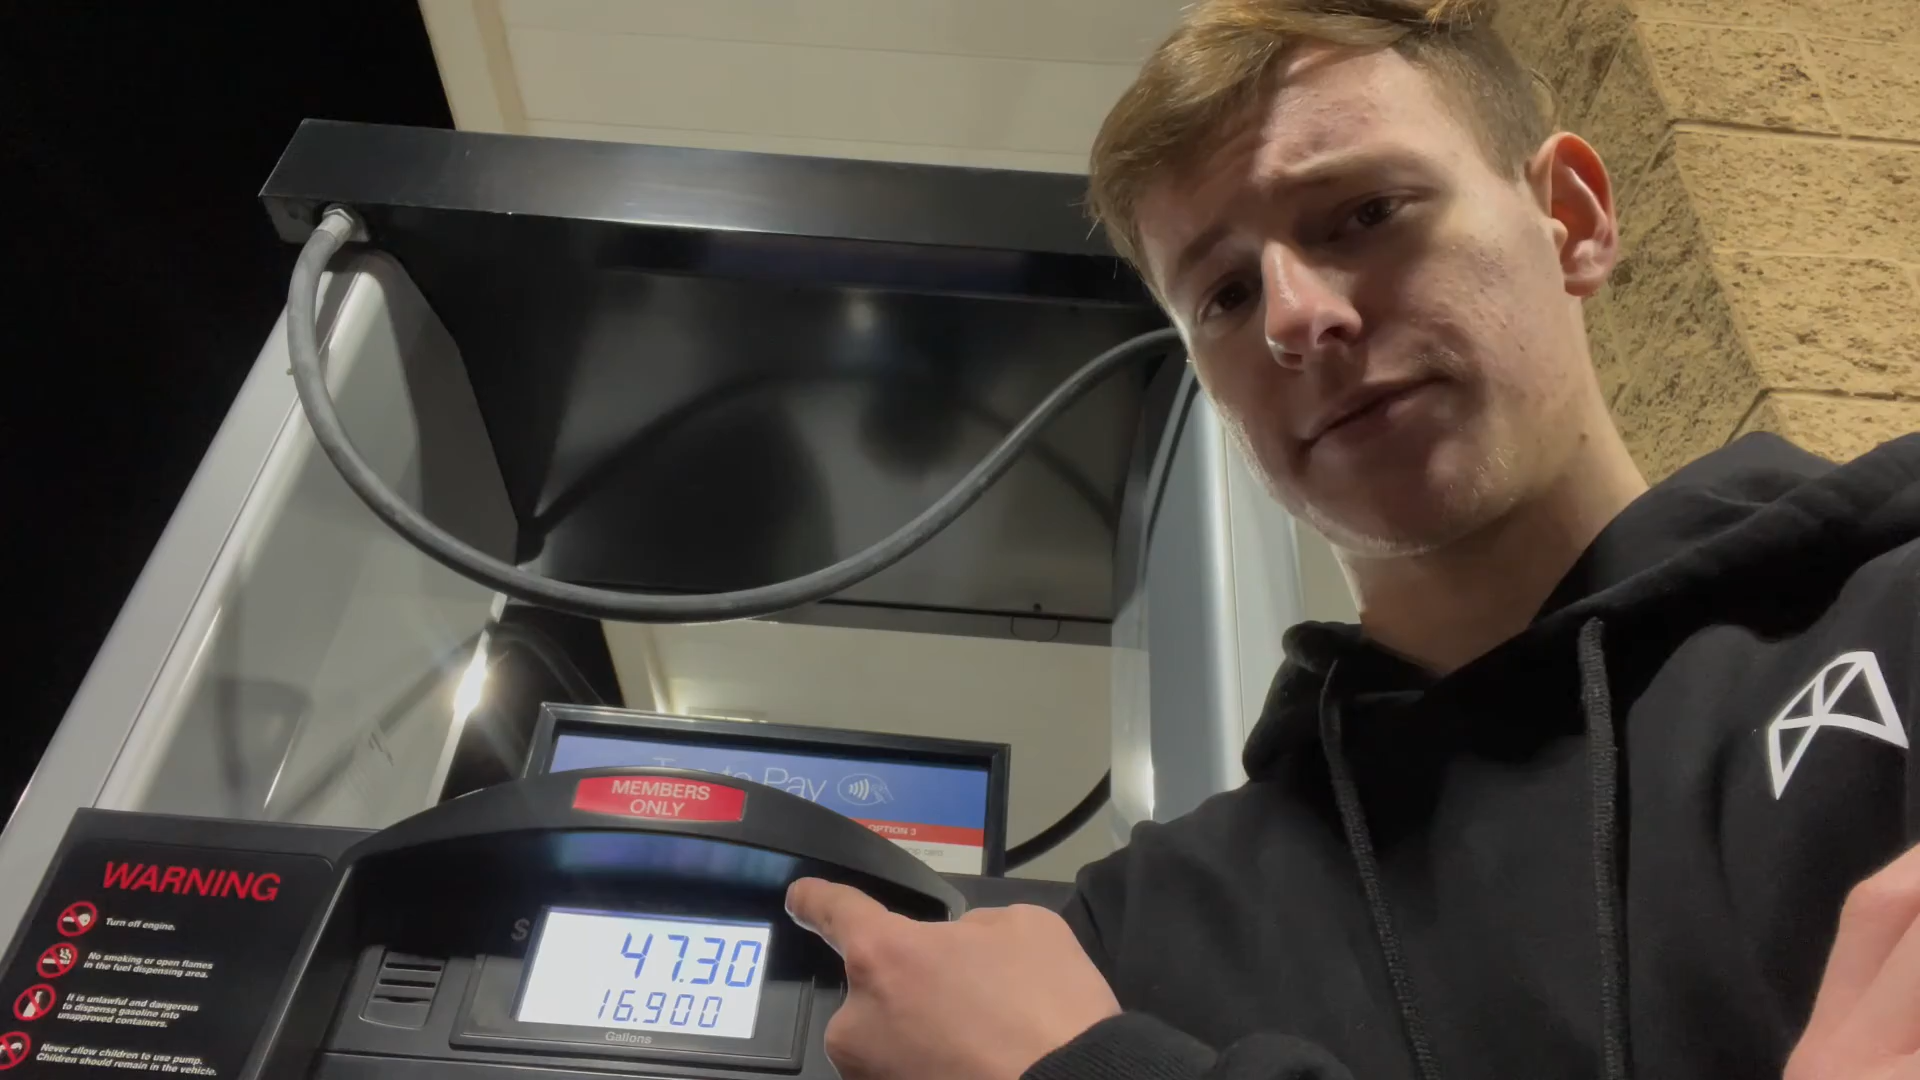 Pay
OPTION 3
MEMBERS
ONLY
WARNING
Turn off engine.
No smoking or open flames
in the fuel dispensing area.
It is unlawful and dangerous
to dispense gasoline into
unapproved containers.
Never allow children to use pump.
Children should remain in the vehicle.
47.30
16.900
Gallons